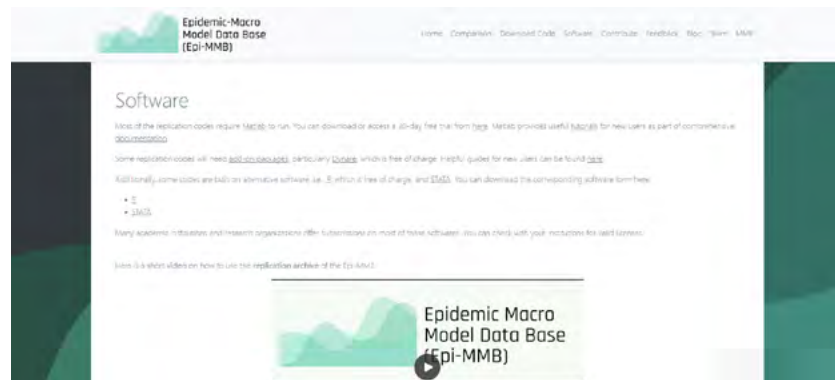 Epidemic-Macro
Model Data Base
(Epi-MMB)
Home Comparison Download Code Software Contribute Feedback Blog Team MMB
Software
Most of the replication codes require Matlab to run. You can download or access a 30-day free trial from here. Matlab provides useful tutorials for new users as part of comprehensive
documentation.
Some replication codes will need add-on packages, particularly Dynare, which is free of charge. Helpful guides for new users can be found here.
Additionally, some codes are built on alternative software, i.e., R, which is free of charge, and STATA. You can download the corresponding software form here:
R
STATA
Many academic institutions and research organizations offer subscriptions on most of these softwares. You can check with your institutions for valid licenses.
Here is a short video on how to use the replication archive of the Epi-MMB:
Epidemic Macro
Model Data Base
(Epi-MMB)